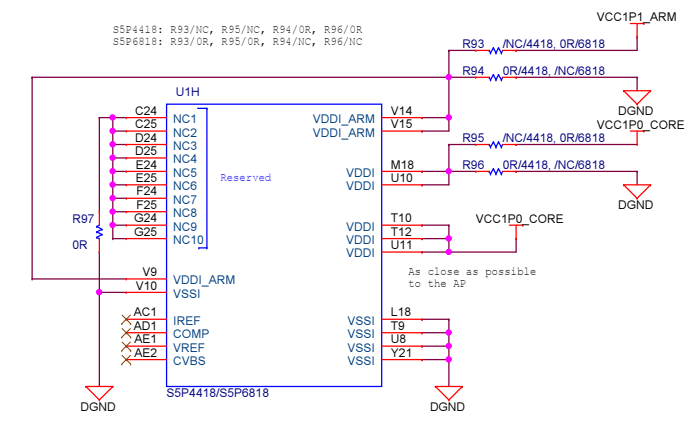 VCC1P1_ARM
S5P4418: R93/NC, R95/NC, R94/0R, R96/0R
S5P6818: R93/0R, R95/0R, R94/NC, R96/NC
R93 /NC/4418, 0R/6818
R94 0R/4418, /NC/6818
DGND
VCC1P0_CORE
R95 /NC/4418, 0R/6818
R96 0R/4418, /NC/6818
DGND
U1H
C24 NC1
C25 NC2
D24 NC3
D25 NC4
E24 NC5
E25 NC6
F24 NC7
F25 NC8
G24 NC9
G25 NC10
Reserved
R97
0R
V9 VDDI_ARM
V10 VSSI
AC1 IREF
AD1 COMP
AE1 VREF
AE2 CVBS
VDDI_ARM V14
VDDI_ARM V15
VDDI M18
VDDI U10
VDDI T10
VDDI T12
VDDI U11
VCC1P0_CORE
As close as possible
to the AP
VSSI L18
VSSI T9
VSSI U8
VSSI Y21
S5P4418/S5P6818
DGND
DGND